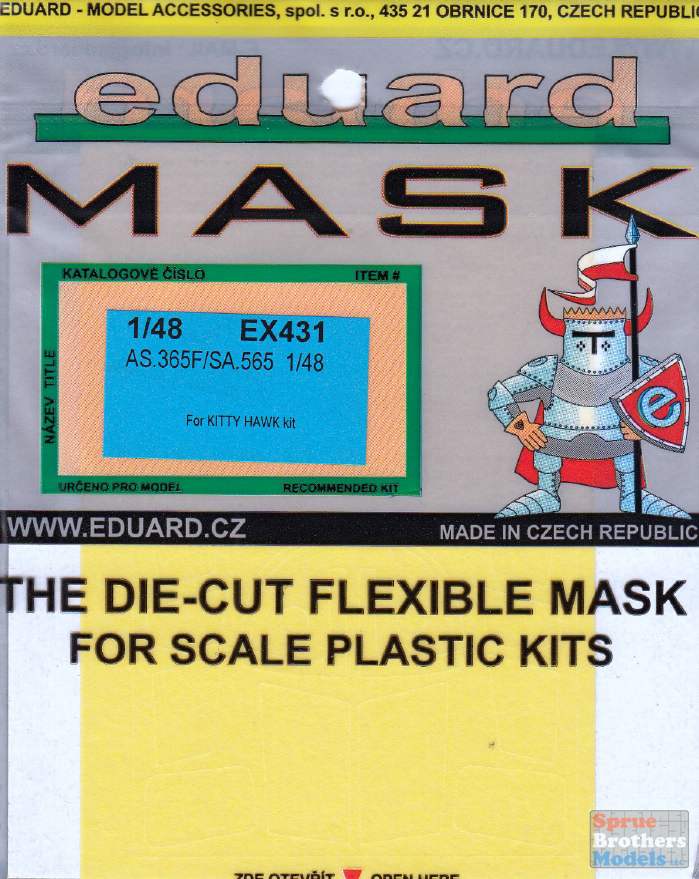 EDUARD - MODEL ACCESSORIES, spol. s r.o., 435 21 OBRNICE 170, CZECH REPUBLIC
eduard
MASK
KATALOGOVÉ ČÍSLO ITEM #
NÁZEV TITLE
1/48 EX431
AS.365F/SA.565 1/48
For KITTY HAWK kit
URČENO PRO MODEL RECOMMENDED KIT
e
WWW.EDUARD.CZ MADE IN CZECH REPUBLIC
THE DIE-CUT FLEXIBLE MASK
FOR SCALE PLASTIC KITS
Sprue
Brothers
Models LLC
ZDE OTEVŘÍT OPEN HERE